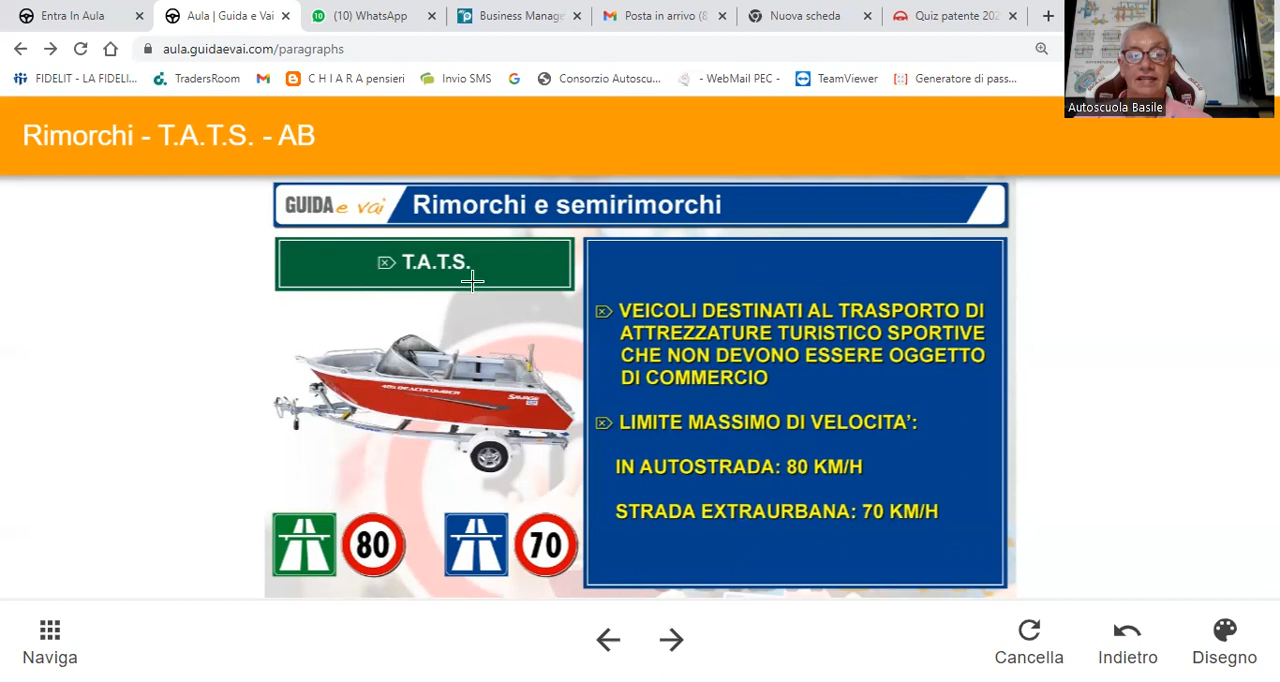 Entra In Aula
Aula | Guida e Vai
(10) WhatsApp
Business Manage
Posta in arrivo (8
Nuova scheda
Quiz patente 202
aula.guidaevai.com/paragraphs
FIDELIT - LA FIDELI...
TradersRoom
C H I A R A pensieri
Invio SMS
Consorzio Autoscu...
- WebMail PEC -
TeamViewer
Generatore di pass...
Autoscuola Basile
Rimorchi - T.A.T.S. - AB
GUIDA e vai
Rimorchi e semirimorchi
T.A.T.S.
VEICOLI DESTINATI AL TRASPORTO DI
ATTREZZATURE TURISTICO SPORTIVE
CHE NON DEVONO ESSERE OGGETTO
DI COMMERCIO
LIMITE MASSIMO DI VELOCITA':
IN AUTOSTRADA: 80 KM/H
STRADA EXTRAURBANA: 70 KM/H
BEACHCOMBER
SAVAGE
80
70
Naviga
Cancella
Indietro
Disegno